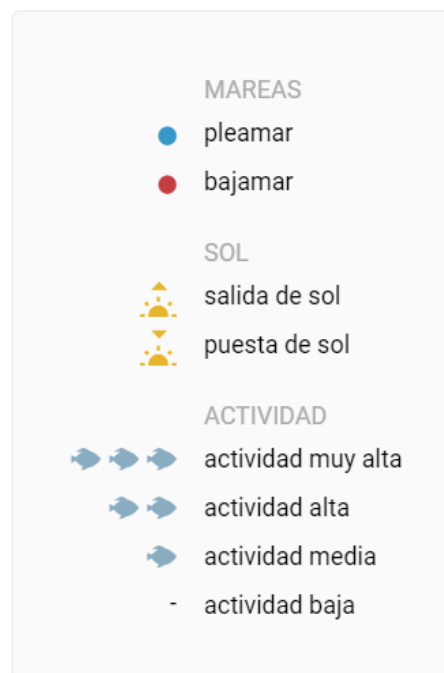 MAREAS
pleamar
bajamar
SOL
salida de sol
puesta de sol
ACTIVIDAD
actividad muy alta
actividad alta
actividad media
- actividad baja